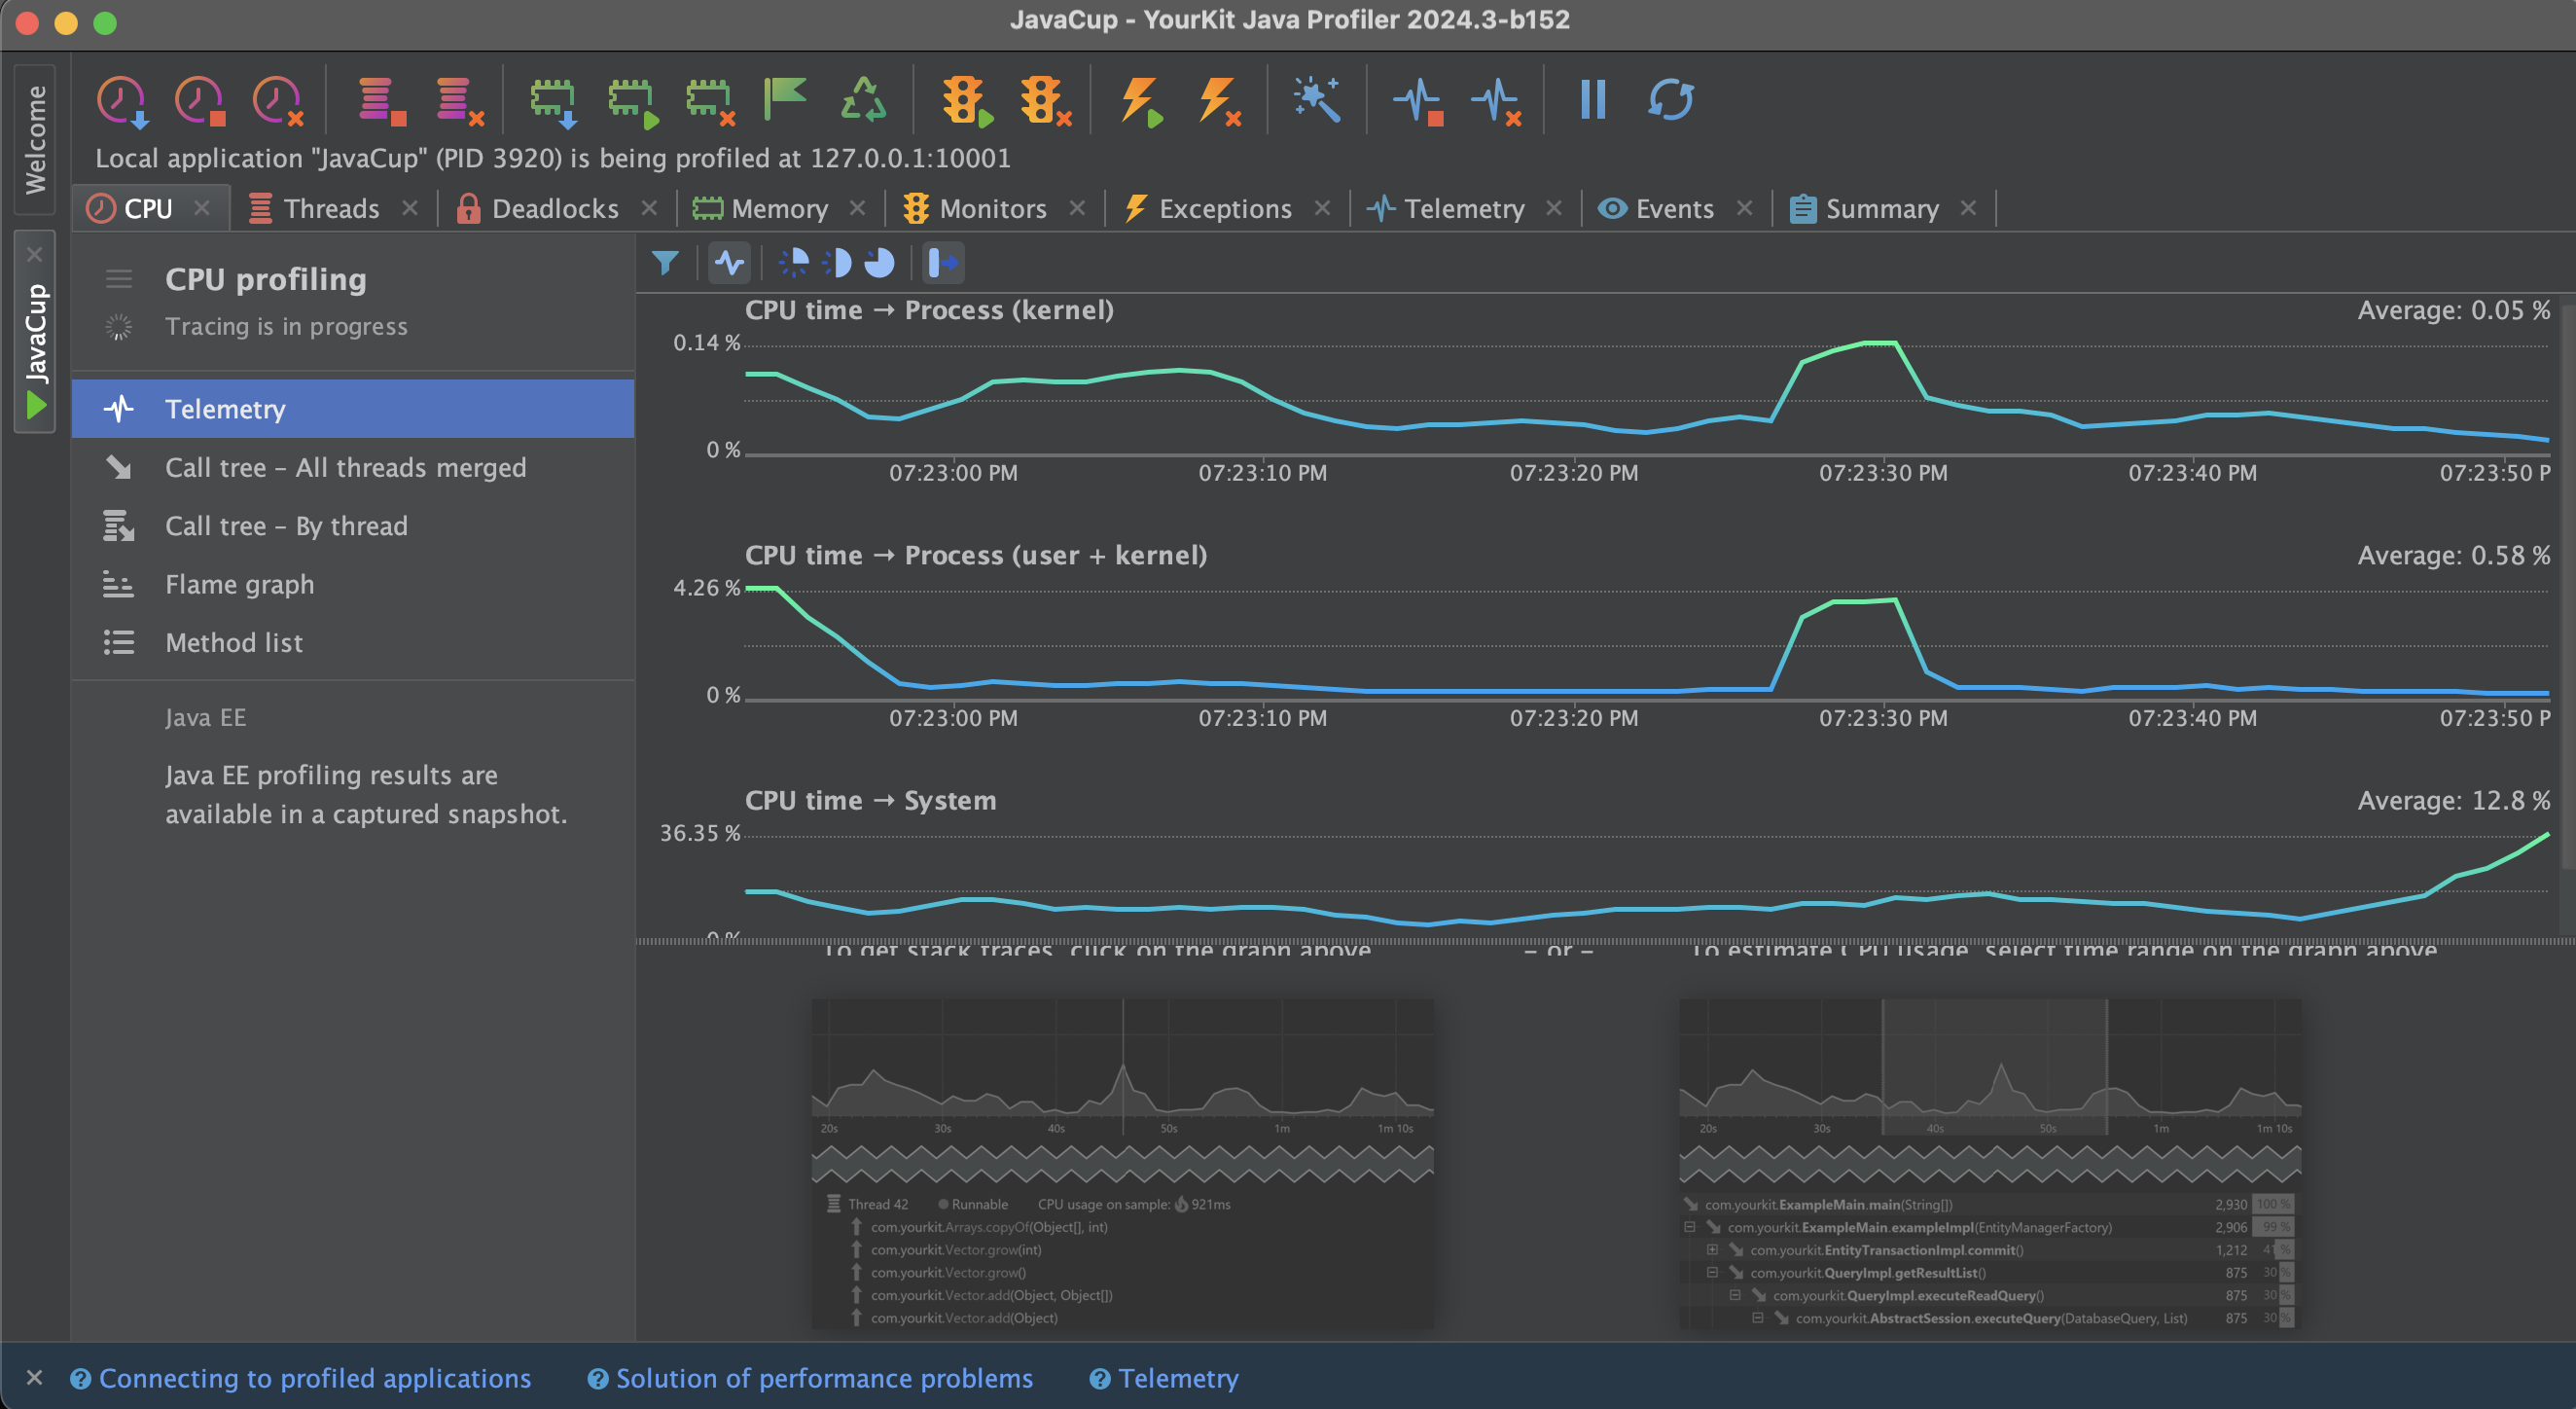 JavaCup - YourKit Java Profiler 2024.3-b152
Welcome
JavaCup
Local application "JavaCup" (PID 3920) is being profiled at 127.0.0.1:10001
CPU Threads Deadlocks Memory Monitors Exceptions Telemetry Events Summary
CPU profiling
Tracing is in progress
Telemetry
Call tree – All threads merged
Call tree – By thread
Flame graph
Method list
Java EE
Java EE profiling results are
available in a captured snapshot.
CPU time → Process (kernel) Average: 0.05 %
0.14 %
0 %
07:23:00 PM 07:23:10 PM 07:23:20 PM 07:23:30 PM 07:23:40 PM 07:23:50 P
CPU time → Process (user + kernel) Average: 0.58 %
4.26 %
0 %
07:23:00 PM 07:23:10 PM 07:23:20 PM 07:23:30 PM 07:23:40 PM 07:23:50 P
CPU time → System Average: 12.8 %
36.35 %
0 %
To get stack traces, click on the graph above – or – To estimate CPU usage, select time range on the graph above
20s 30s 40s 50s 1m 1m 10s
Thread 42 Runnable CPU usage on sample: 921ms
com.yourkit.Arrays.copyOf(Object[], int)
com.yourkit.Vector.grow(int)
com.yourkit.Vector.grow()
com.yourkit.Vector.add(Object, Object[])
com.yourkit.Vector.add(Object)
20s 30s 40s 50s 1m 1m 10s
com.yourkit.ExampleMain.main(String[]) 2,930 100 %
com.yourkit.ExampleMain.exampleImpl(EntityManagerFactory) 2,906 99 %
com.yourkit.EntityTransactionImpl.commit() 1,212 41 %
com.yourkit.QueryImpl.getResultList() 875 30 %
com.yourkit.QueryImpl.executeReadQuery() 875 30 %
com.yourkit.AbstractSession.executeQuery(DatabaseQuery, List) 875 30 %
Connecting to profiled applications Solution of performance problems Telemetry